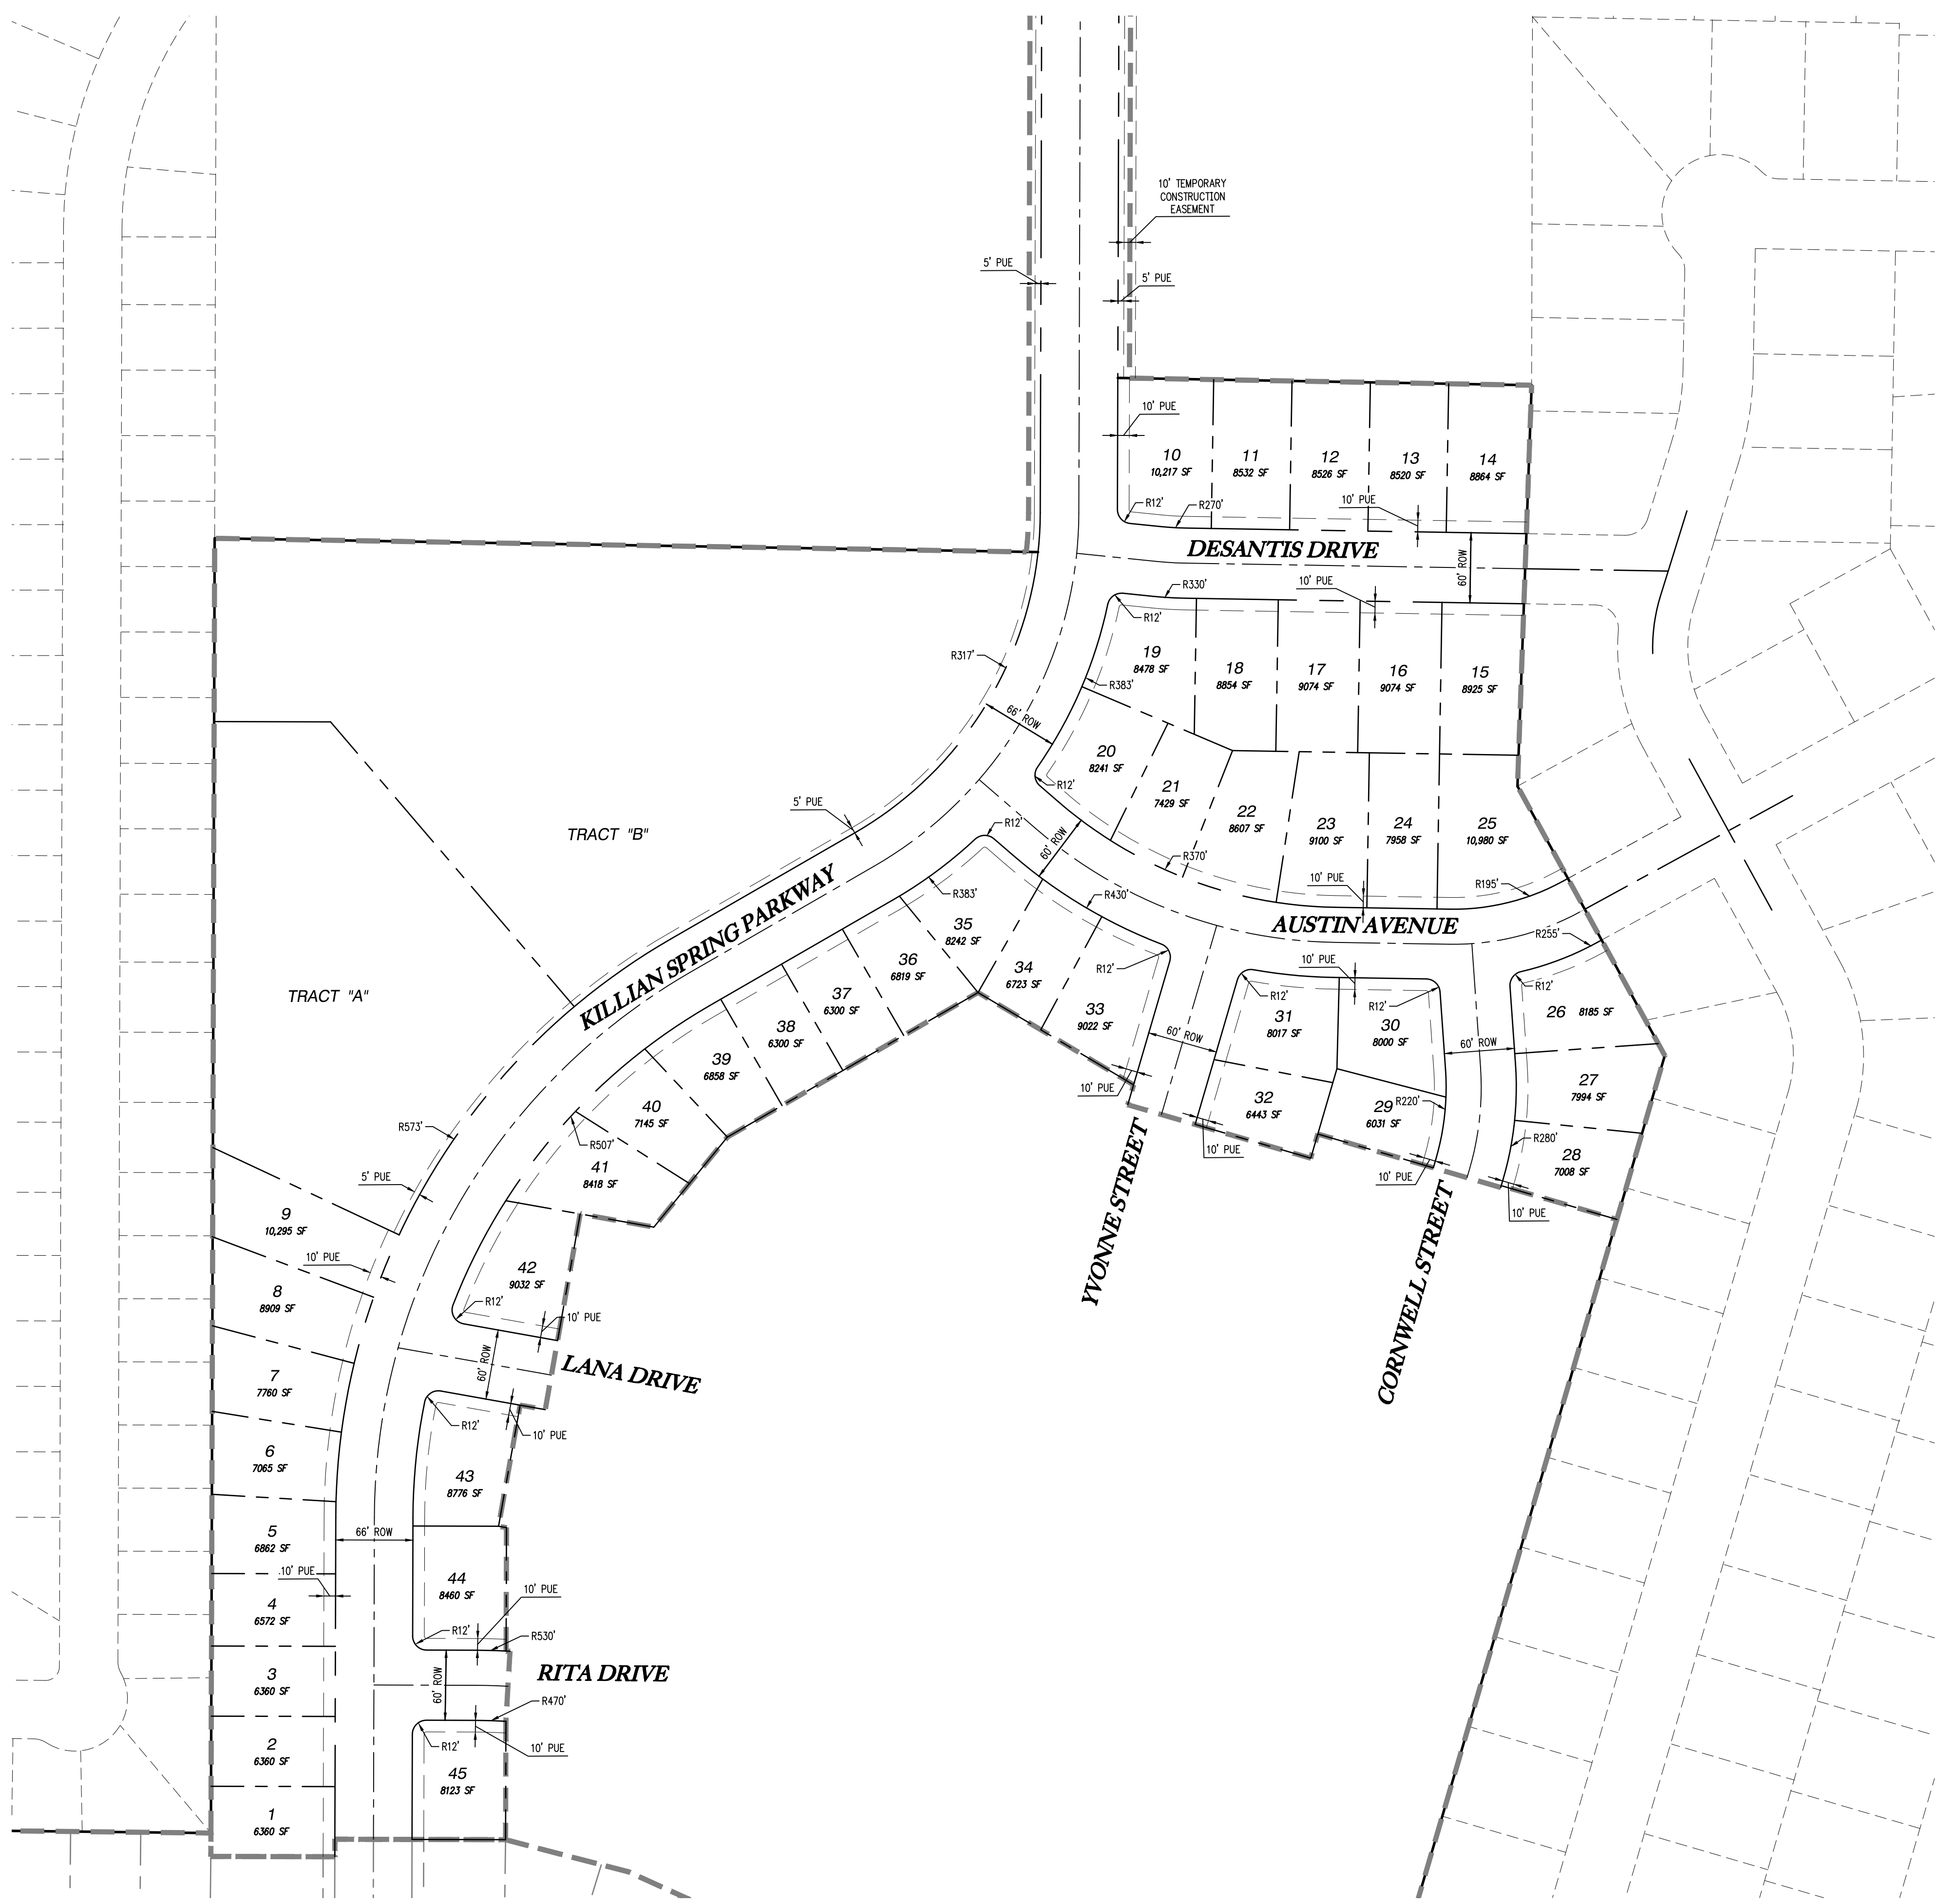 10' TEMPORARY
CONSTRUCTION
EASEMENT
5' PUE
5' PUE
10' PUE
10
10,217 SF
11
8532 SF
12
8526 SF
13
8520 SF
14
8864 SF
R12'
R270'
10' PUE
DESANTIS DRIVE
60' ROW
R330'
10' PUE
R12'
R317'
19
8478 SF
18
8854 SF
17
9074 SF
16
9074 SF
15
8925 SF
R383'
66' ROW
20
8241 SF
R12'
21
7429 SF
22
8607 SF
23
9100 SF
24
7958 SF
25
10,980 SF
5' PUE
TRACT "B"
R12'
60' ROW
R370'
10' PUE
R195'
KILLIAN SPRING PARKWAY
R383'
R430'
AUSTIN AVENUE
R255'
35
8242 SF
36
6819 SF
34
6723 SF
R12'
10' PUE
R12'
R12'
R12'
TRACT "A"
37
6300 SF
33
9022 SF
31
8017 SF
30
8000 SF
26 8185 SF
38
6300 SF
60' ROW
60' ROW
39
6858 SF
10' PUE
32
6443 SF
29
6031 SF
R220'
27
7994 SF
40
7145 SF
R573'
R507'
R280'
41
8418 SF
10' PUE
10' PUE
28
7008 SF
10' PUE
5' PUE
YVONNE STREET
CORNWELL STREET
9
10,295 SF
10' PUE
42
9032 SF
8
8909 SF
R12'
10' PUE
60' ROW
LANA DRIVE
7
7760 SF
R12'
10' PUE
6
7065 SF
43
8776 SF
5
6862 SF
66' ROW
10' PUE
44
8460 SF
10' PUE
4
6572 SF
R12'
R530'
3
6360 SF
60' ROW
RITA DRIVE
R470'
2
6360 SF
R12'
10' PUE
45
8123 SF
1
6360 SF